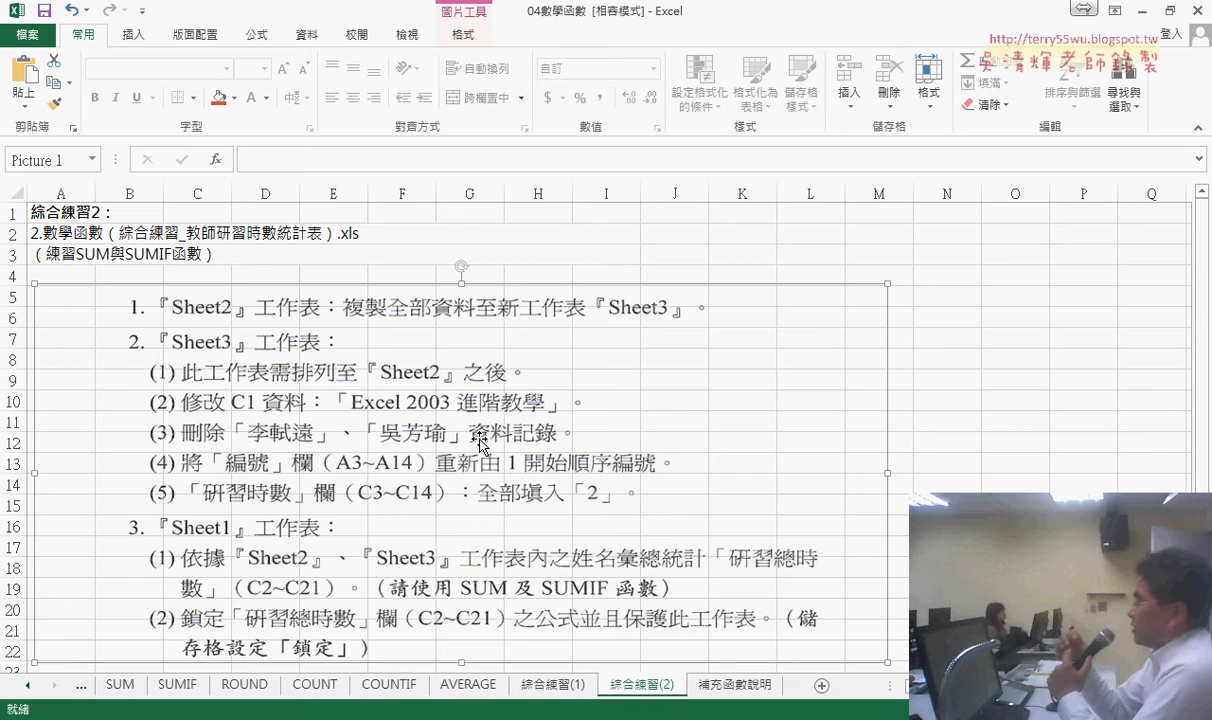 圖片工具
04數學函數 [相容模式] - Excel
檔案
常用
插入
版面配置
公式
資料
校閱
檢視
格式
登入
http://terry55wu.blogspot.tw
吳清輝老師錄製
自動列
自訂
貼上
跨欄置中
設定格式化
的條件
格式化為
表格
儲存格
樣式
插入
刪除
格式
填滿
清除
排序與篩選
尋找與
選取
剪貼簿
字型
對齊方式
數值
樣式
儲存格
編輯
Picture 1
A B C D E F G H I J K L M N O P Q
1 綜合練習2：
2 2.數學函數（綜合練習_教師研習時數統計表）.xls
3 （練習SUM與SUMIF函數）
1. 『Sheet2』工作表：複製全部資料至新工作表『Sheet3』。
2. 『Sheet3』工作表：
(1) 此工作表需排列至『Sheet2』之後。
(2) 修改 C1 資料：「Excel 2003 進階教學」。
(3) 刪除「李軾遠」、「吳芳瑜」資料記錄。
(4) 將「編號」欄（A3~A14）重新由 1 開始順序編號。
(5) 「研習時數」欄（C3~C14）：全部填入「2」。
3. 『Sheet1』工作表：
(1) 依據『Sheet2』、『Sheet3』工作表內之姓名彙總統計「研習總時
數」（C2~C21）。（請使用 SUM 及 SUMIF 函數）
(2) 鎖定「研習總時數」欄（C2~C21）之公式並且保護此工作表。（儲
存格設定「鎖定」）
... SUM SUMIF ROUND COUNT COUNTIF AVERAGE 綜合練習(1) 綜合練習(2) 補充函數說明
就緒